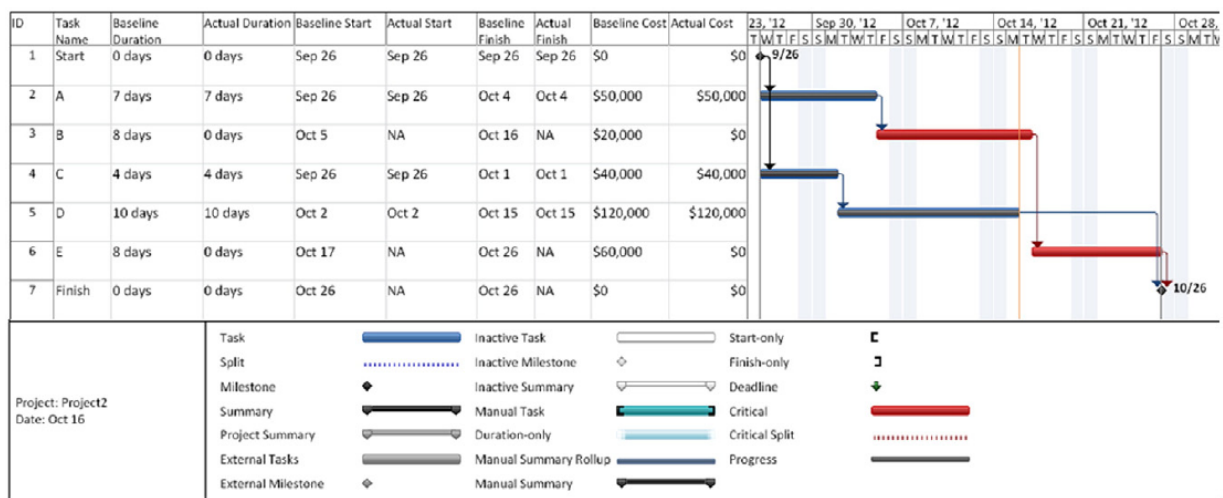 ID Task Name Baseline Duration Actual Duration Baseline Start Actual Start Baseline Finish Actual Finish Baseline Cost Actual Cost 23, '12 Sep 30, '12 Oct 7, '12 Oct 14, '12 Oct 21, '12 Oct 28,
T W T F S S M T W T F S S M T W T F S S M T W T F S S M T W T F S S M T W
1 Start 0 days 0 days Sep 26 Sep 26 Sep 26 Sep 26 $0 $0 9/26
2 A 7 days 7 days Sep 26 Sep 26 Oct 4 Oct 4 $50,000 $50,000
3 B 8 days 0 days Oct 5 NA Oct 16 NA $20,000 $0
4 C 4 days 4 days Sep 26 Sep 26 Oct 1 Oct 1 $40,000 $40,000
5 D 10 days 10 days Oct 2 Oct 2 Oct 15 Oct 15 $120,000 $120,000
6 E 8 days 0 days Oct 17 NA Oct 26 NA $60,000 $0
7 Finish 0 days 0 days Oct 26 NA Oct 26 NA $0 $0 10/26
Project: Project2
Date: Oct 16
Task Inactive Task Start-only
Split Inactive Milestone Finish-only
Milestone Inactive Summary Deadline
Summary Manual Task Critical
Project Summary Duration-only Critical Split
External Tasks Manual Summary Rollup Progress
External Milestone Manual Summary